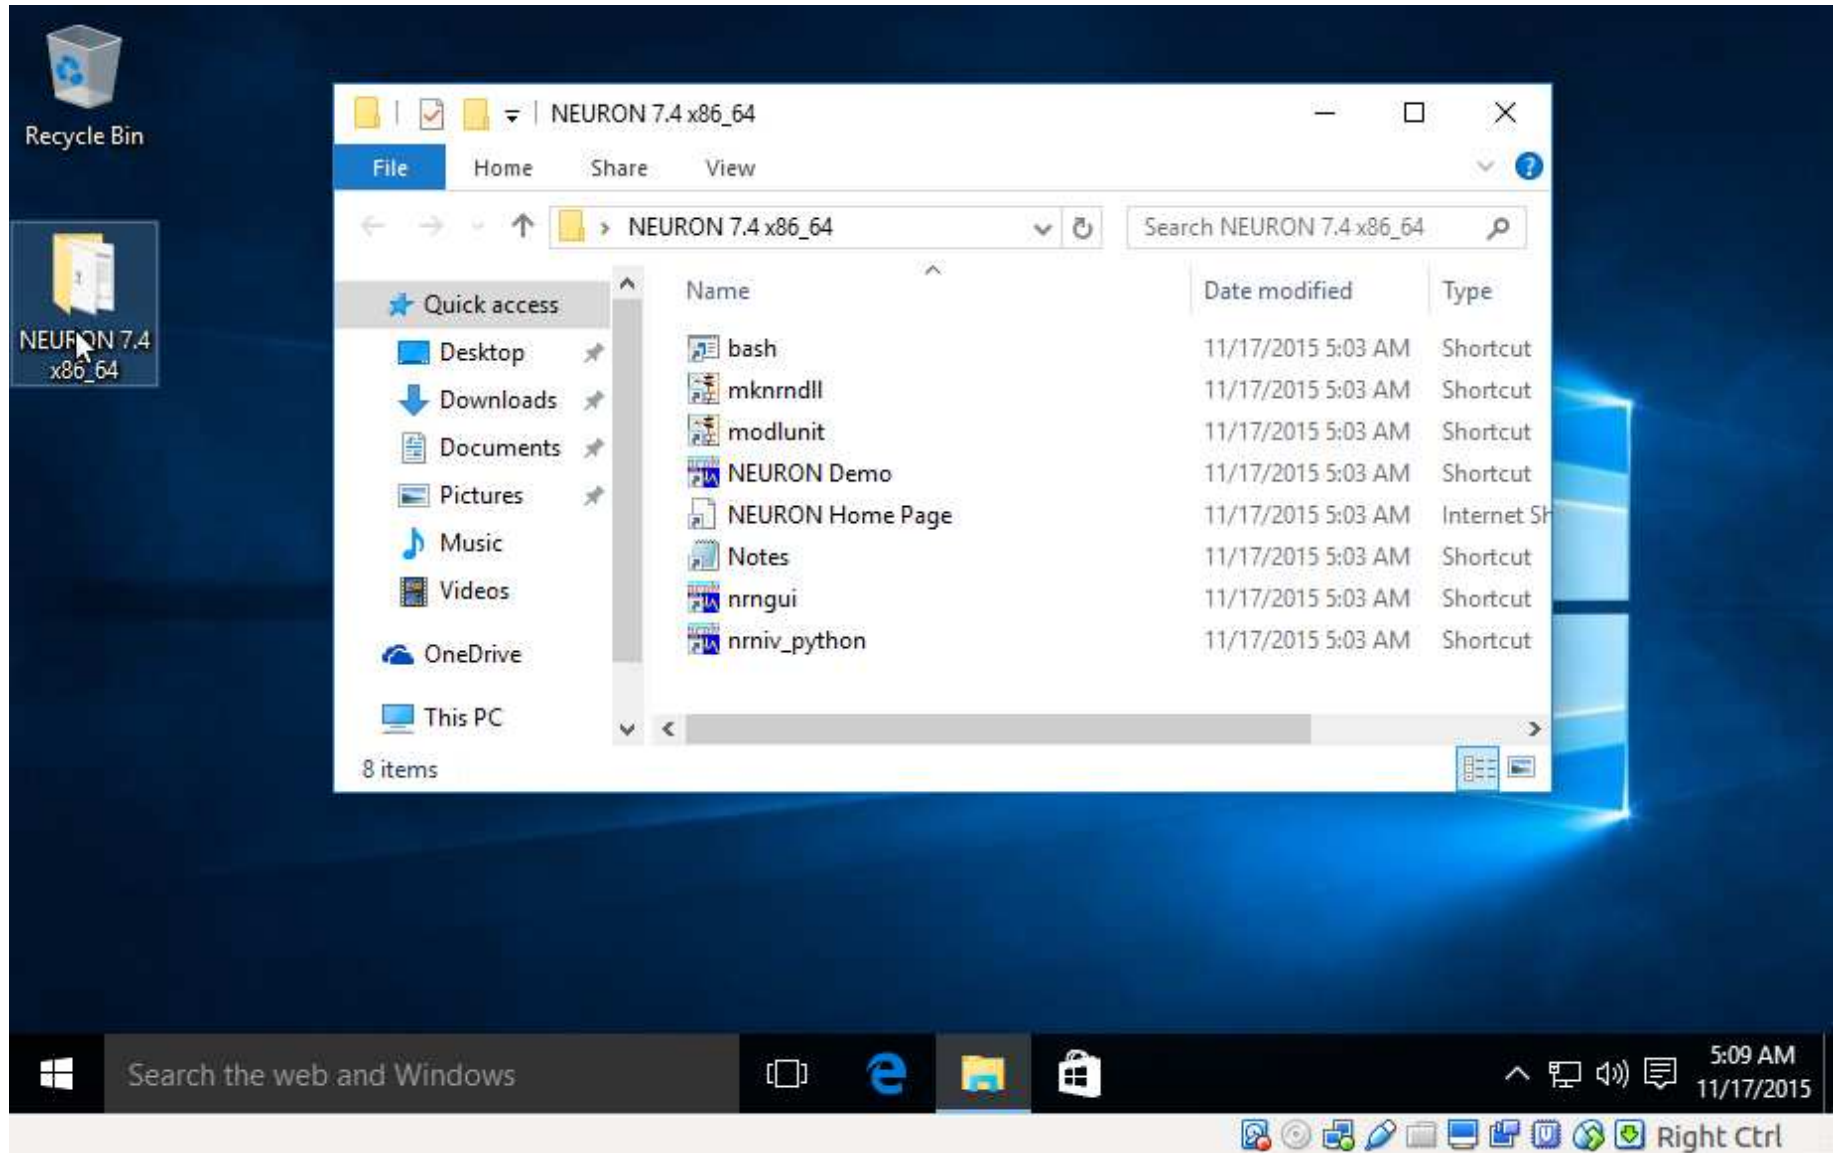 Recycle Bin
NEURON 7.4
x86_64
NEURON 7.4 x86_64
File Home Share View
NEURON 7.4 x86_64
Search NEURON 7.4 x86_64
Quick access
Desktop
Downloads
Documents
Pictures
Music
Videos
OneDrive
This PC
Name Date modified Type
bash 11/17/2015 5:03 AM Shortcut
mknrndll 11/17/2015 5:03 AM Shortcut
modlunit 11/17/2015 5:03 AM Shortcut
NEURON Demo 11/17/2015 5:03 AM Shortcut
NEURON Home Page 11/17/2015 5:03 AM Internet Sh
Notes 11/17/2015 5:03 AM Shortcut
nrngui 11/17/2015 5:03 AM Shortcut
nrniv_python 11/17/2015 5:03 AM Shortcut
8 items
Search the web and Windows
5:09 AM
11/17/2015
Right Ctrl